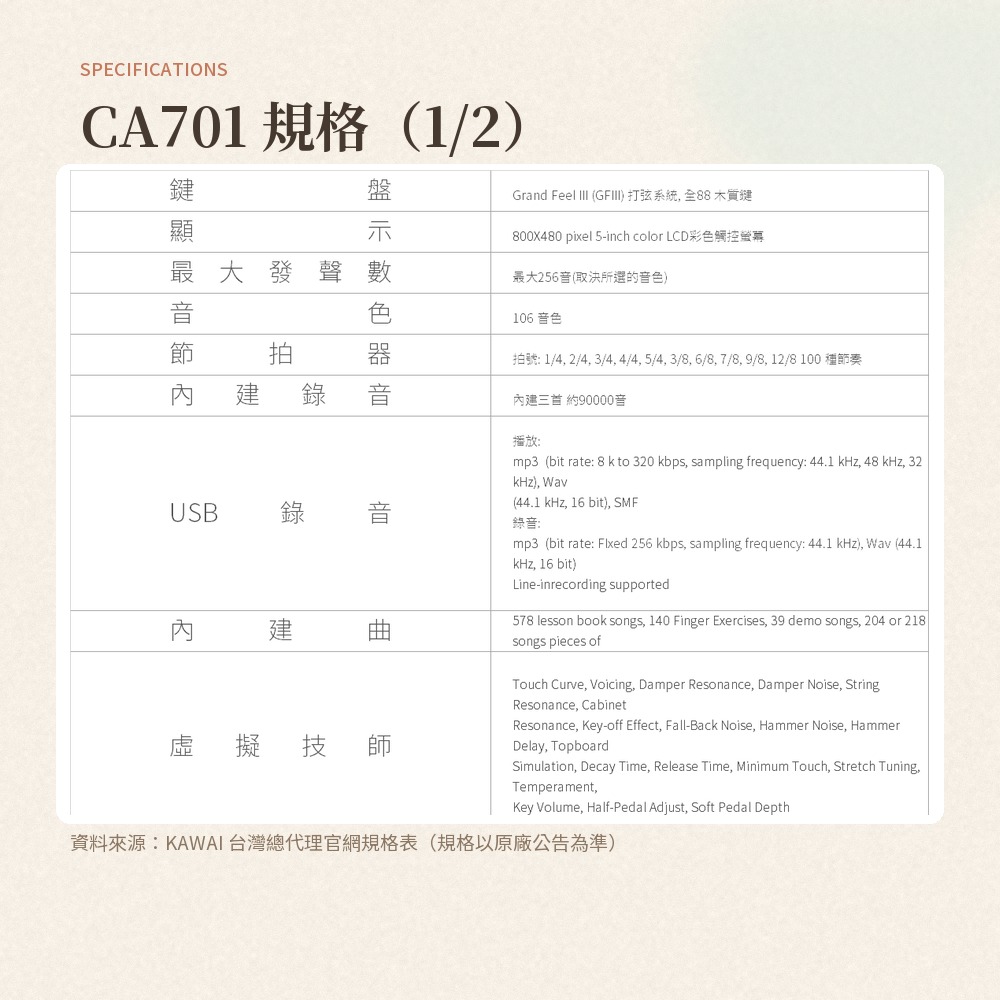 SPECIFICATIONS
CA701 規格（1/2）
鍵盤
Grand Feel III (GFIII) 打弦系統, 全88 木質鍵
顯示
800X480 pixel 5-inch color LCD彩色觸控螢幕
最大發聲數
最大256音(取決所選的音色)
音色
106 音色
節拍器
拍號: 1/4, 2/4, 3/4, 4/4, 5/4, 3/8, 6/8, 7/8, 9/8, 12/8 100 種節奏
內建錄音
內建三首 約90000音
USB 錄音
播放:
mp3 (bit rate: 8 k to 320 kbps, sampling frequency: 44.1 kHz, 48 kHz, 32
kHz), Wav
(44.1 kHz, 16 bit), SMF
錄音:
mp3 (bit rate: FIxed 256 kbps, sampling frequency: 44.1 kHz), Wav (44.1
kHz, 16 bit)
Line-inrecording supported
內建曲
578 lesson book songs, 140 Finger Exercises, 39 demo songs, 204 or 218
songs pieces of
虛擬技師
Touch Curve, Voicing, Damper Resonance, Damper Noise, String
Resonance, Cabinet
Resonance, Key-off Effect, Fall-Back Noise, Hammer Noise, Hammer
Delay, Topboard
Simulation, Decay Time, Release Time, Minimum Touch, Stretch Tuning,
Temperament,
Key Volume, Half-Pedal Adjust, Soft Pedal Depth
資料來源：KAWAI 台灣總代理官網規格表（規格以原廠公告為準）